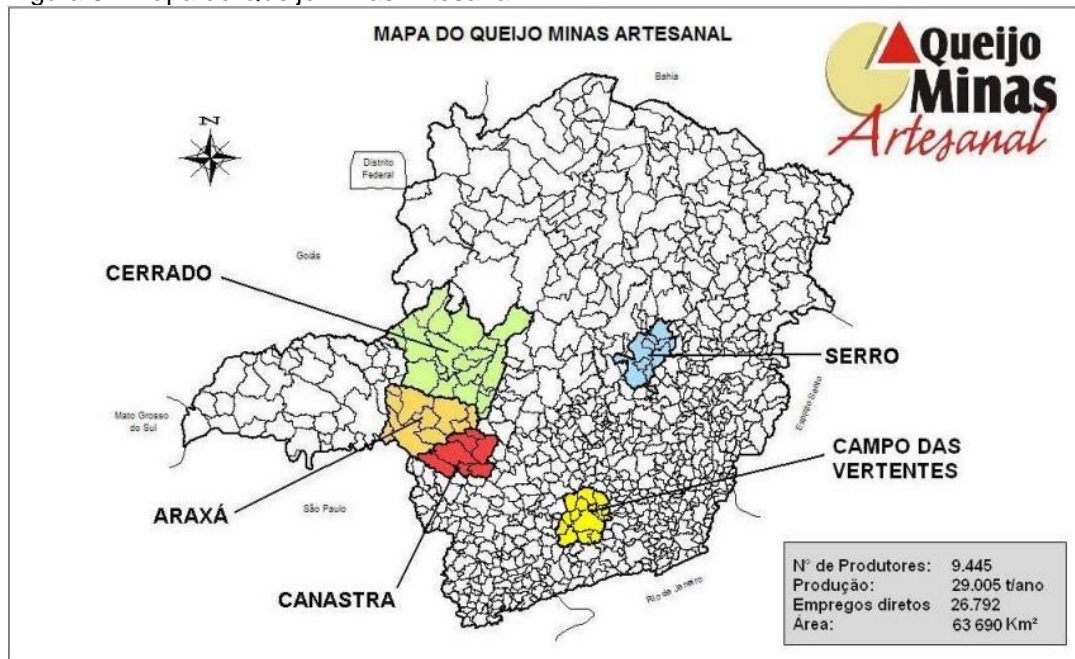 MAPA DO QUEIJO MINAS ARTESANAL
Queijo
Minas
Artesanal
Bahia
N
Distrito
Federal
Goiás
CERRADO
SERRO
Mato Grosso
do Sul
Espírito Santo
CAMPO DAS
VERTENTES
ARAXÁ
São Paulo
CANASTRA
Rio de Janeiro
N° de Produtores: 9.445
Produção: 29.005 t/ano
Empregos diretos 26.792
Área: 63 690 Km²